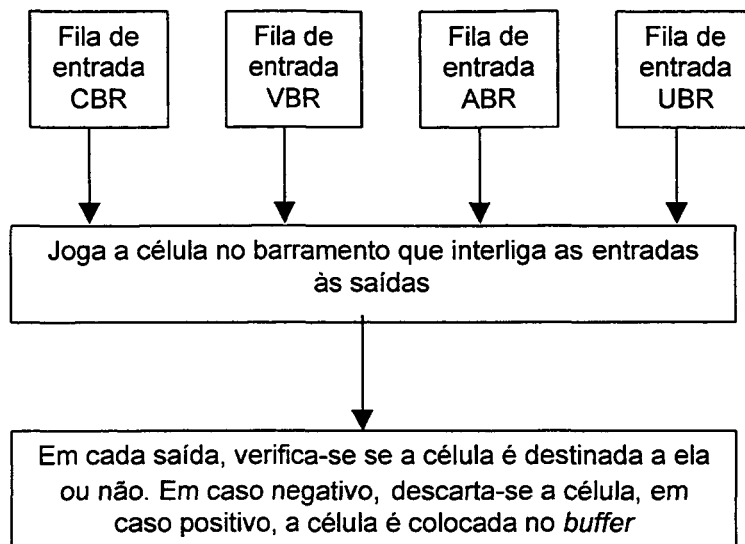 Fila de
entrada
CBR
Fila de
entrada
VBR
Fila de
entrada
ABR
Fila de
entrada
UBR
Joga a célula no barramento que interliga as entradas
às saídas
Em cada saída, verifica-se se a célula é destinada a ela
ou não. Em caso negativo, descarta-se a célula, em
caso positivo, a célula é colocada no buffer